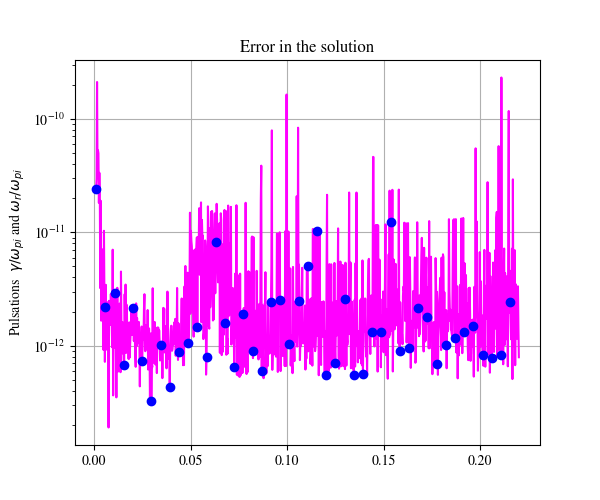 Error in the solution
Pulsations γ/ω_pi and ω_r/ω_pi
10^−10
10^−11
10^−12
0.00 0.05 0.10 0.15 0.20